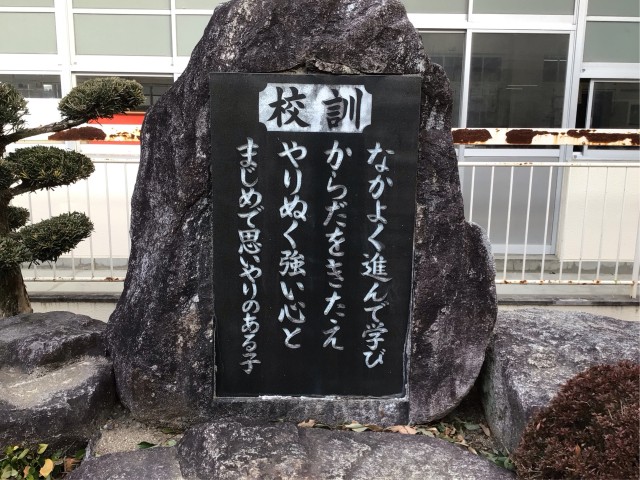 校訓
なかよく進んで学び
からだをきたえ
やりぬく強い心と
まじめで思いやりのある子